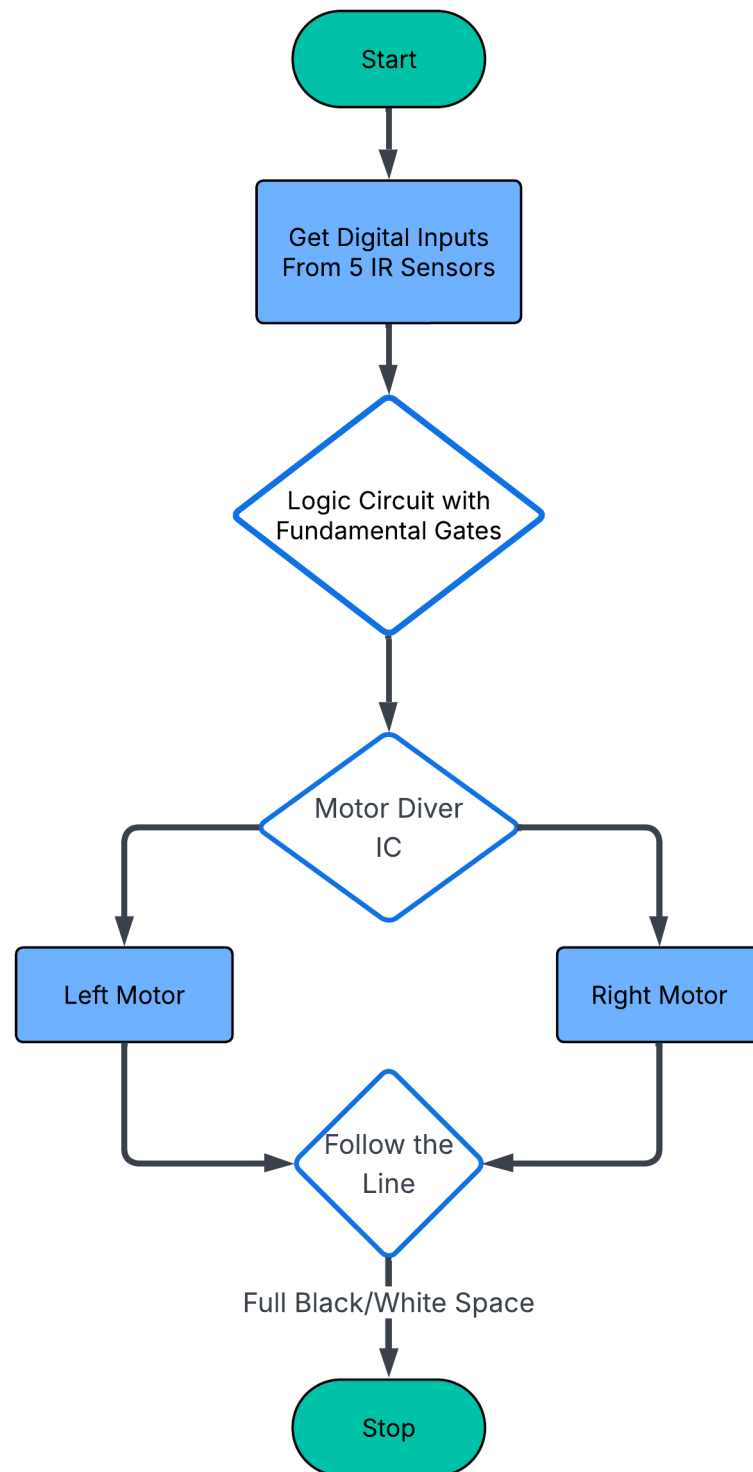 Start
Get Digital Inputs
From 5 IR Sensors
Logic Circuit with
Fundamental Gates
Motor Diver
IC
Left Motor
Right Motor
Follow the
Line
Full Black/White Space
Stop